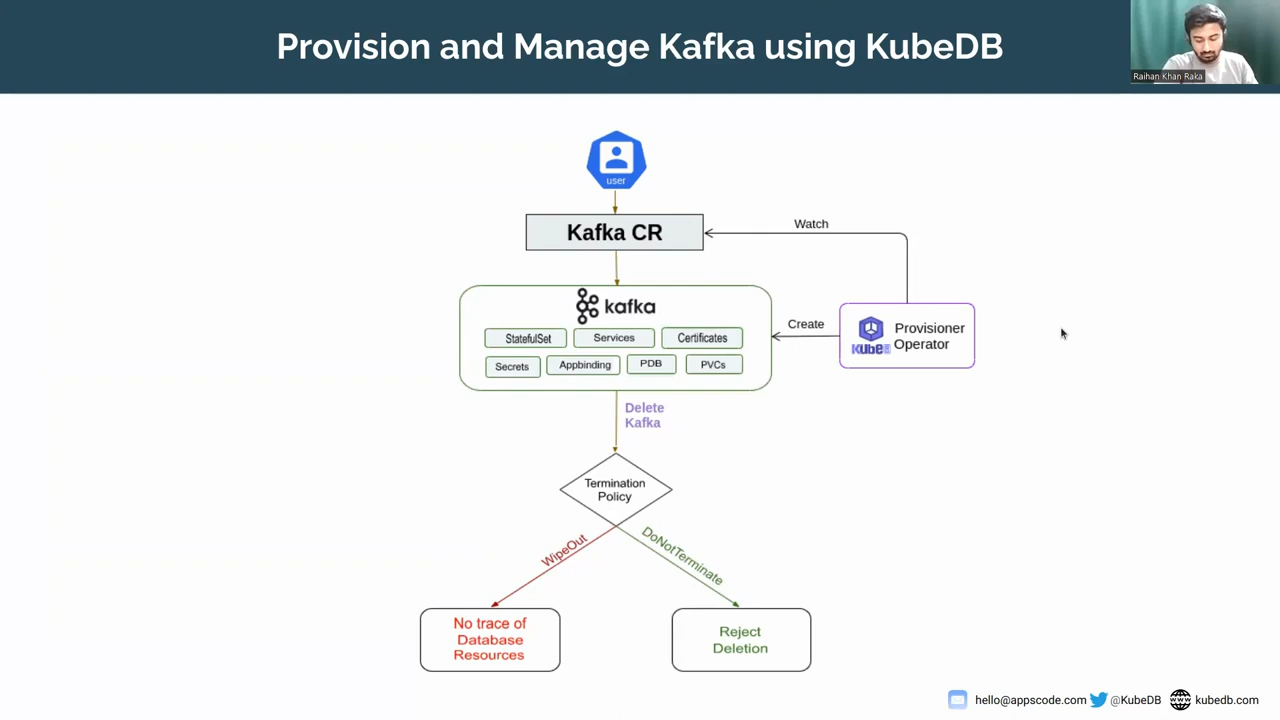 Provision and Manage Kafka using KubeDB
Raihan Khan Raka
user
Kafka CR
Watch
kafka
StatefulSet
Services
Certificates
Secrets
Appbinding
PDB
PVCs
Create
KubeDB
Provisioner
Operator
Delete
Kafka
Termination
Policy
WipeOut
DoNotTerminate
No trace of
Database
Resources
Reject
Deletion
hello@appscode.com
@KubeDB
WWW
kubedb.com